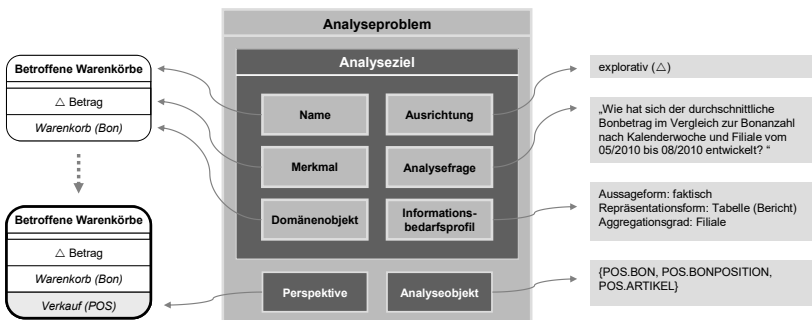 Analyseproblem
Analyseziel
Betroffene Warenkörbe
△ Betrag
Warenkorb (Bon)
Name
Ausrichtung
Merkmal
Analysefrage
Domänenobjekt
Informations-
bedarfsprofil
explorativ (△)
„Wie hat sich der durchschnittliche
Bonbetrag im Vergleich zur Bonanzahl
nach Kalenderwoche und Filiale vom
05/2010 bis 08/2010 entwickelt? “
Aussageform: faktisch
Repräsentationsform: Tabelle (Bericht)
Aggregationsgrad: Filiale
Betroffene Warenkörbe
△ Betrag
Warenkorb (Bon)
Verkauf (POS)
Perspektive
Analyseobjekt
{POS.BON, POS.BONPOSITION,
POS.ARTIKEL}